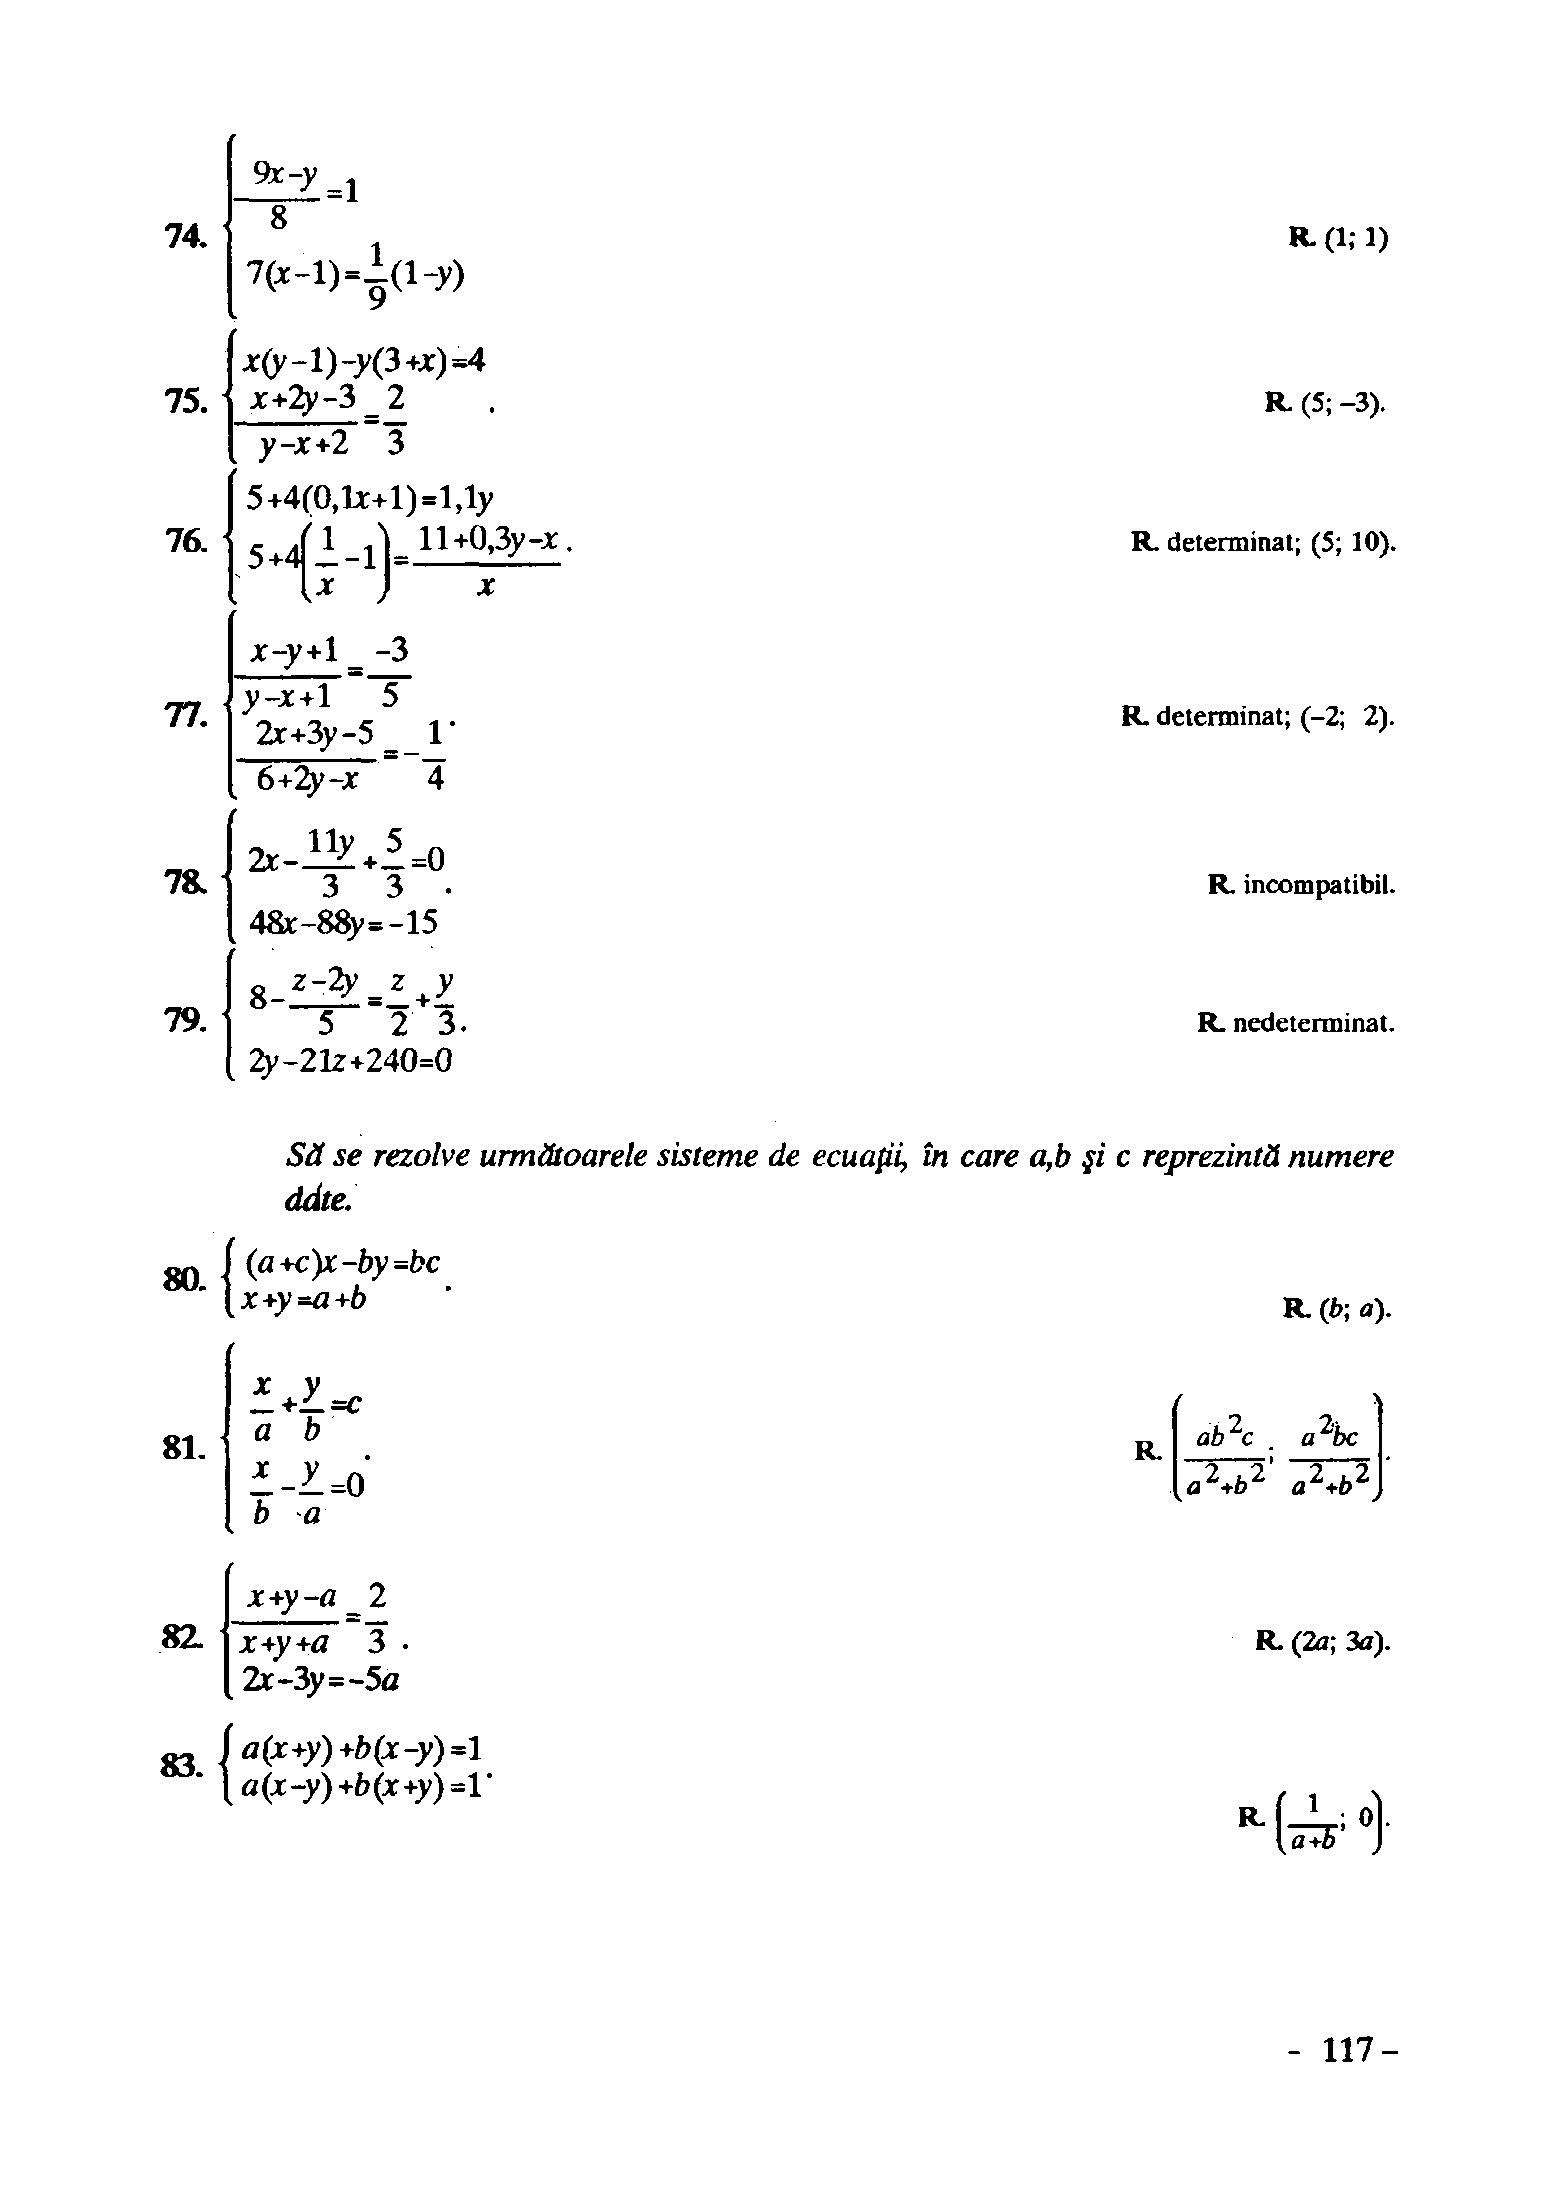 74. { (9x-y)/8 = 1
7(x-1) = 1/9 (1-y)
R. (1; 1)
75. { x(y-1)-y(3+x)=4
(x+2y-3)/(y-x+2) = 2/3 .
R. (5; -3).
76. { 5+4(0,1x+1)=1,1y
5+4(1/x -1) = (11+0,3y-x)/x .
R. determinat; (5; 10).
77. { (x-y+1)/(y-x+1) = -3/5
(2x+3y-5)/(6+2y-x) = -1/4 .
R. determinat; (-2; 2).
78. { 2x - 11y/3 + 5/3 = 0
48x-88y=-15 .
R. incompatibil.
79. { 8 - (z-2y)/5 = z/2 + y/3
2y-21z+240=0 .
R. nedeterminat.
Să se rezolve următoarele sisteme de ecuaţii, în care a,b şi c reprezintă numere
date.
80. { (a+c)x-by=bc
x+y=a+b .
R. (b; a).
81. { x/a + y/b = c
x/b - y/a = 0 .
R. ( ab²c/(a²+b²); a²bc/(a²+b²) ).
82. { (x+y-a)/(x+y+a) = 2/3
2x-3y=-5a .
R. (2a; 3a).
83. { a(x+y)+b(x-y)=1
a(x-y)+b(x+y)=1 .
R. ( 1/(a+b); 0 ).
- 117 -